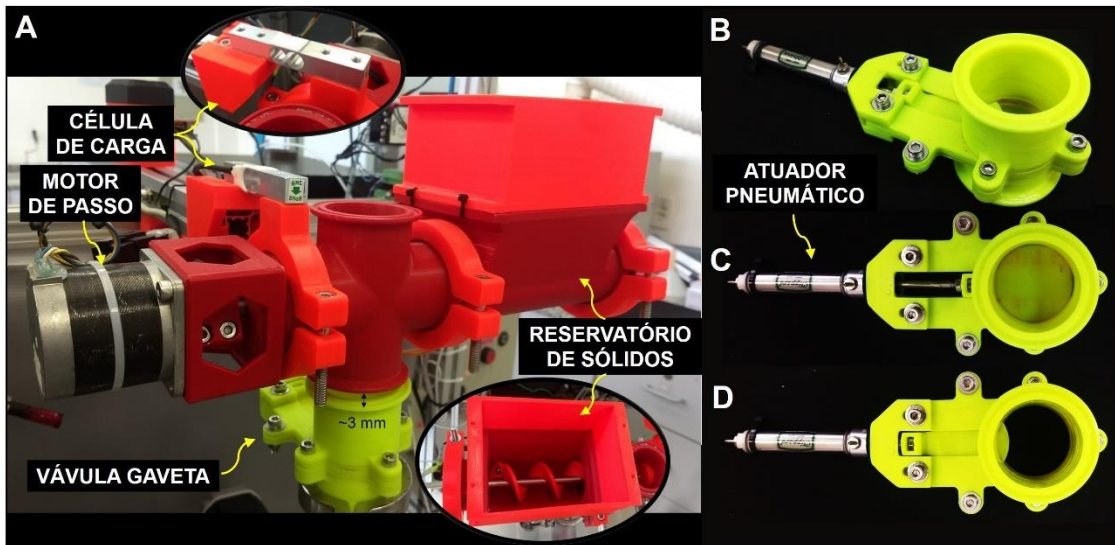 A
CÉLULA
DE CARGA
MOTOR
DE PASSO
RESERVATÓRIO
DE SÓLIDOS
~3 mm
VÁVULA GAVETA
B
ATUADOR
PNEUMÁTICO
C
D